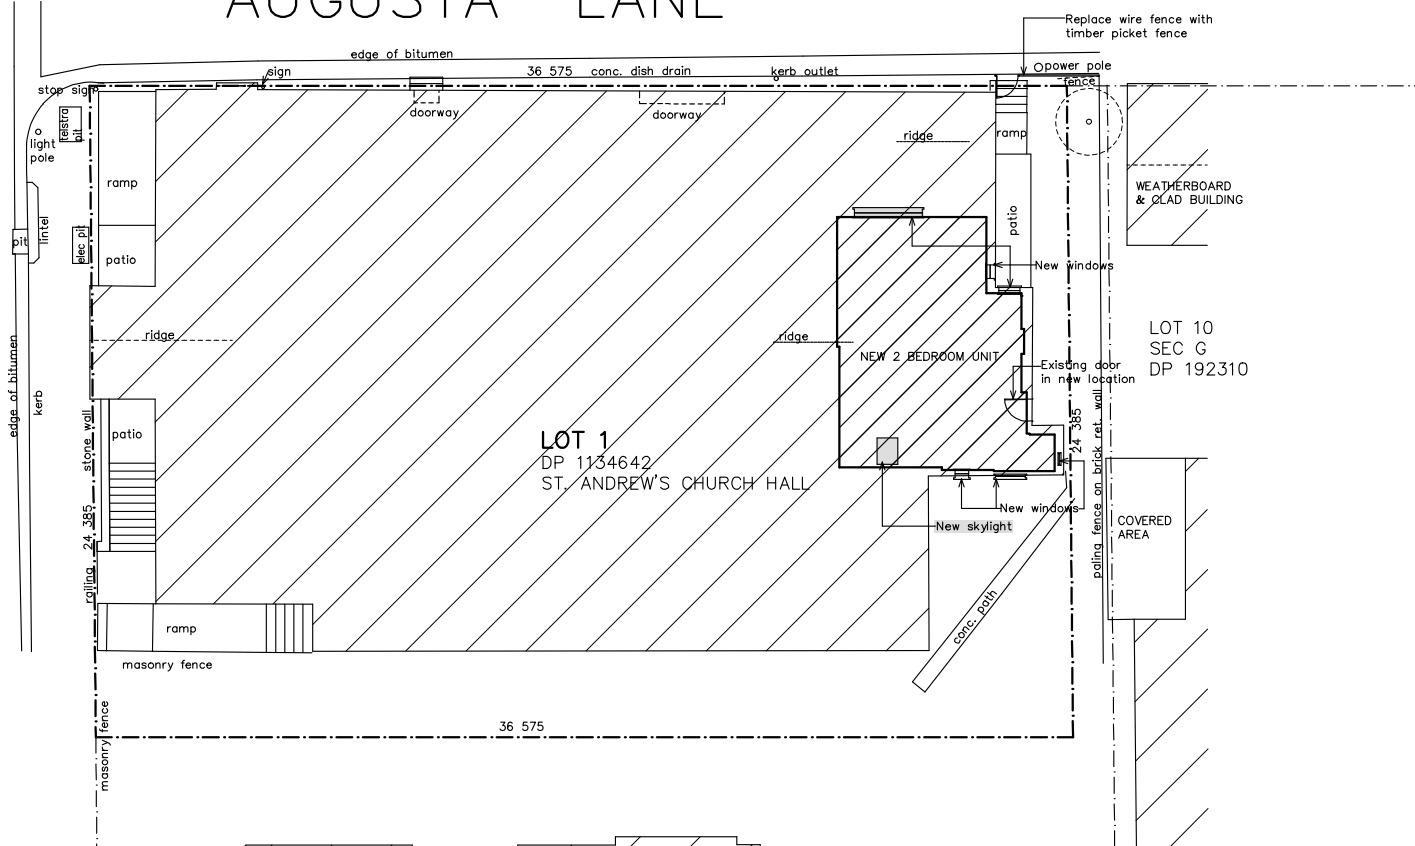 AUGUSTA LANE
Replace wire fence with
timber picket fence
edge of bitumen
sign
36 575
conc. dish drain
kerb outlet
power pole
fence
stop sign
doorway
doorway
telstra
pit
light
pole
ridge
ramp
ramp
WEATHERBOARD
& CLAD BUILDING
lintel
pit
elec pit
patio
patio
New windows
ridge
ridge
LOT 10
SEC G
DP 192310
NEW 2 BEDROOM UNIT
Existing door
in new location
edge of bitumen
kerb
stone wall
patio
24 385
LOT 1
DP 1134642
ST. ANDREW'S CHURCH HALL
paling fence on brick ret. wall
New windows
New skylight
COVERED
AREA
24 385
railing
conc. path
ramp
masonry fence
masonry fence
36 575